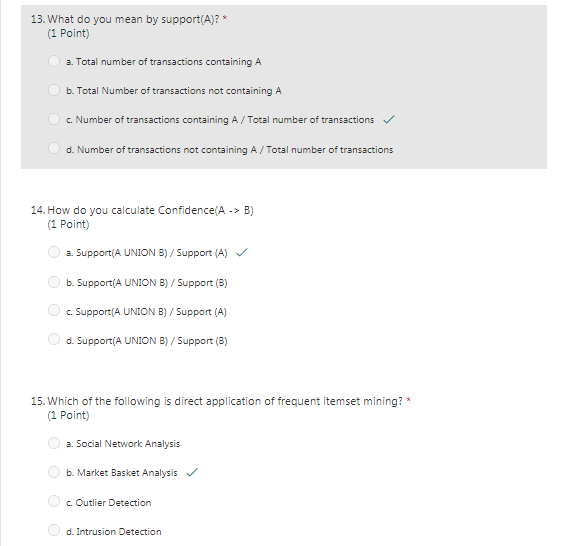 13. What do you mean by support(A)? *
(1 Point)
a. Total number of transactions containing A
b. Total Number of transactions not containing A
c. Number of transactions containing A / Total number of transactions
d. Number of transactions not containing A / Total number of transactions
14. How do you calculate Confidence(A -> B)
(1 Point)
a. Support(A UNION B) / Support (A)
b. Support(A UNION B) / Support (B)
c. Support(A UNION B) / Support (A)
d. Support(A UNION B) / Support (B)
15. Which of the following is direct application of frequent itemset mining? *
(1 Point)
a. Social Network Analysis
b. Market Basket Analysis
c. Outlier Detection
d. Intrusion Detection